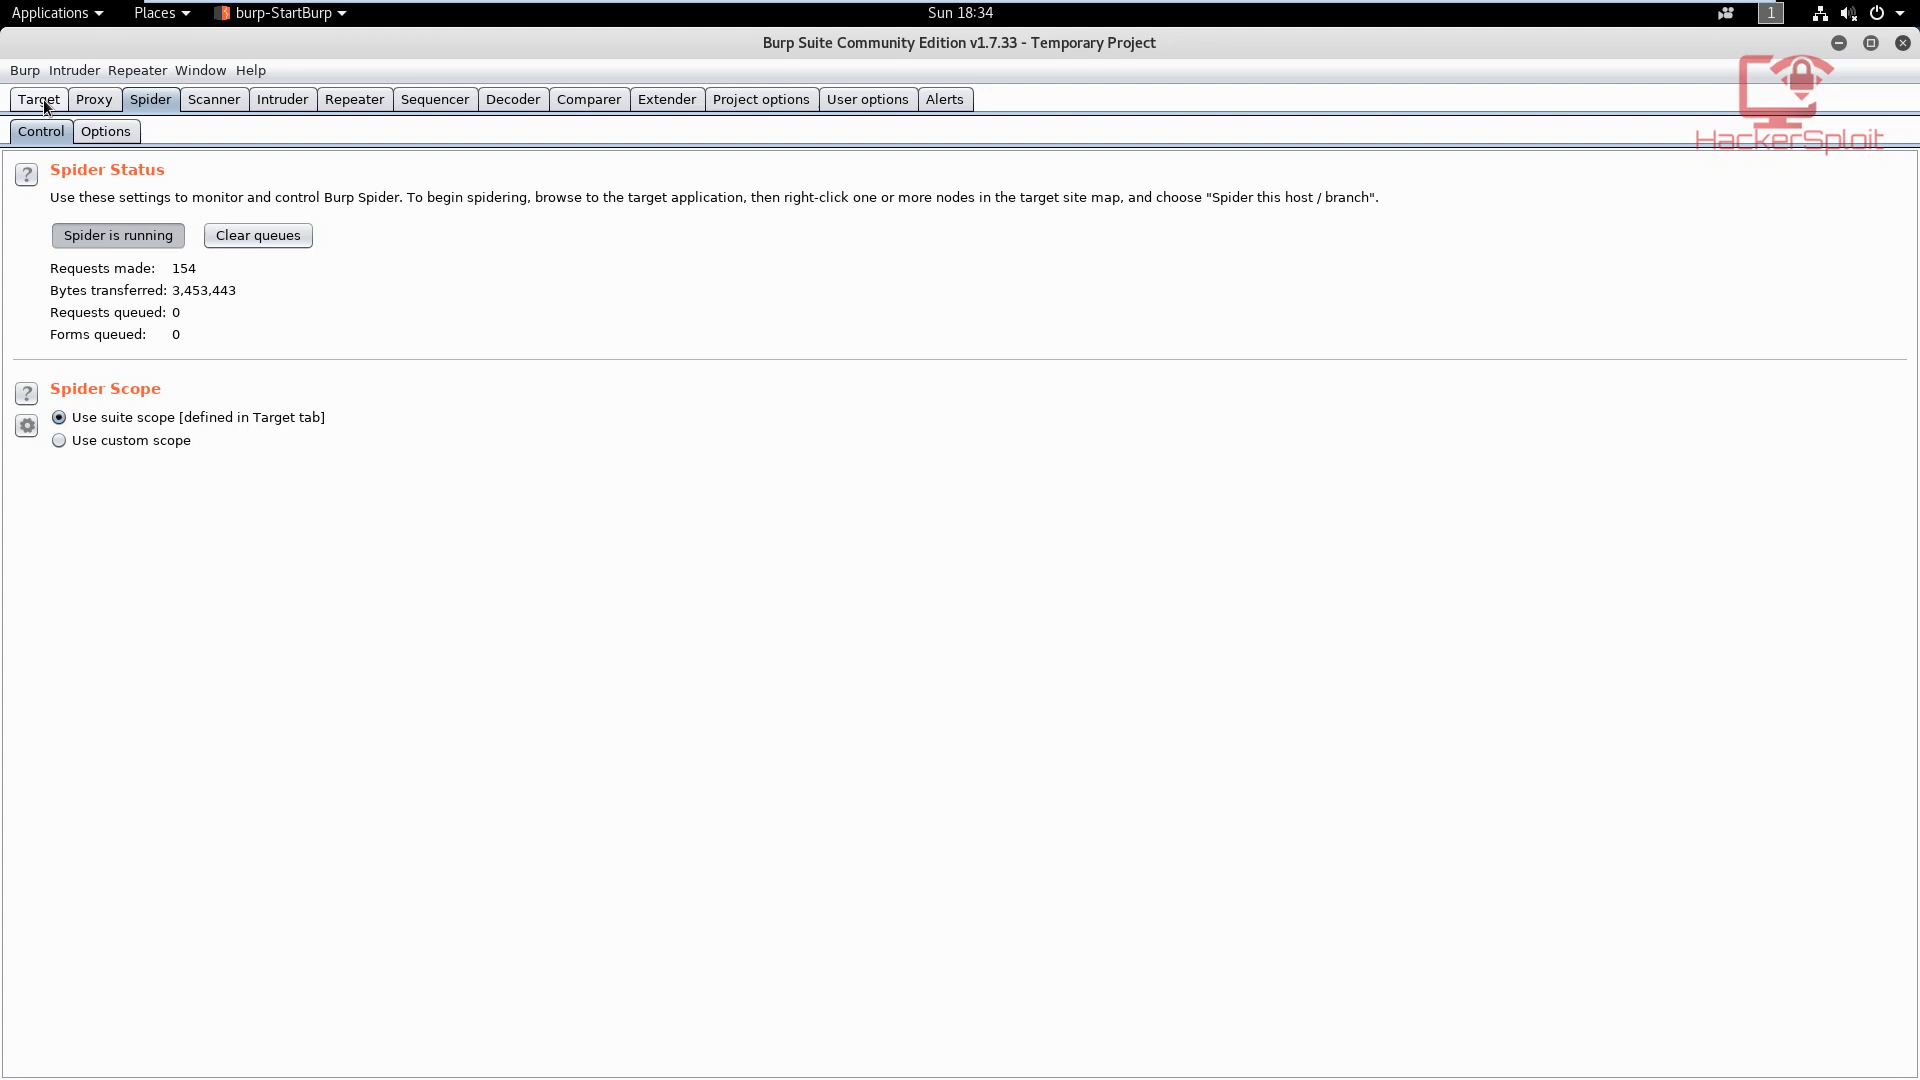 Applications Places burp-StartBurp Sun 18:34 1
Burp Suite Community Edition v1.7.33 - Temporary Project
Burp Intruder Repeater Window Help
Target Proxy Spider Scanner Intruder Repeater Sequencer Decoder Comparer Extender Project options User options Alerts
HackerSploit
Control Options
? Spider Status
Use these settings to monitor and control Burp Spider. To begin spidering, browse to the target application, then right-click one or more nodes in the target site map, and choose "Spider this host / branch".
Spider is running Clear queues
Requests made: 154
Bytes transferred: 3,453,443
Requests queued: 0
Forms queued: 0
? Spider Scope
Use suite scope [defined in Target tab]
Use custom scope